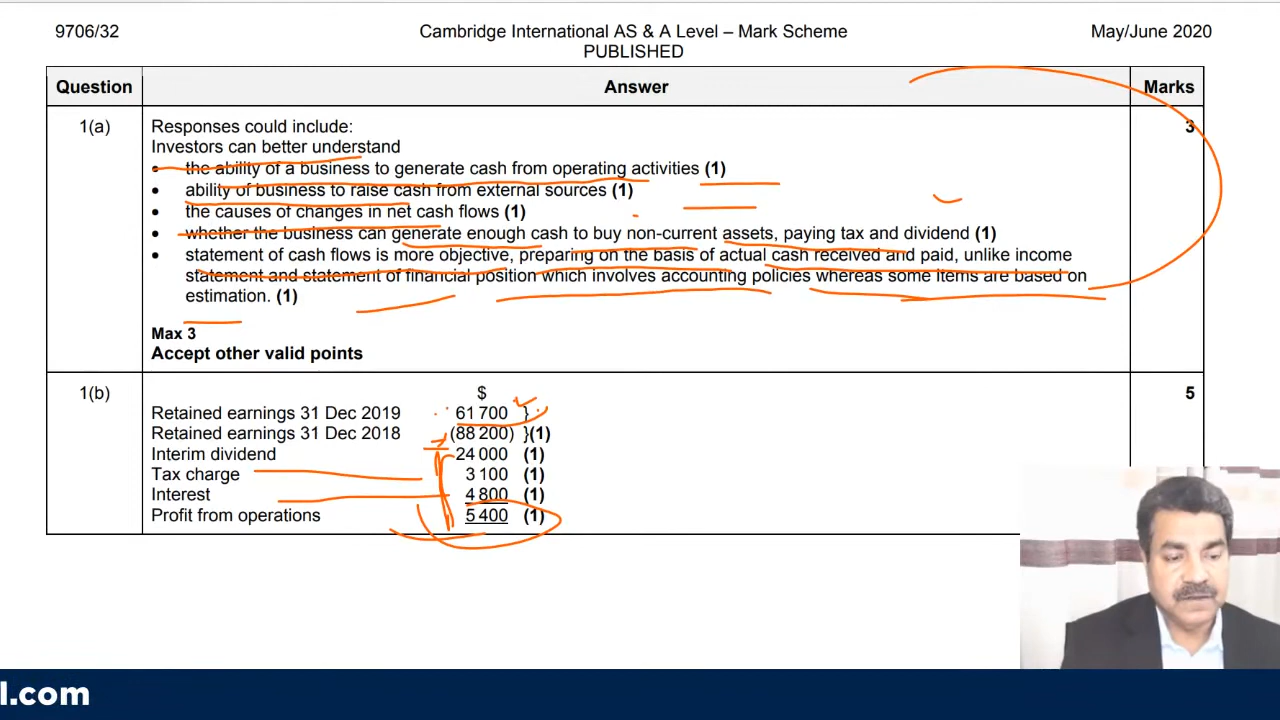 9706/32 Cambridge International AS & A Level – Mark Scheme May/June 2020
PUBLISHED
Question Answer Marks
1(a) Responses could include: 3
Investors can better understand
• the ability of a business to generate cash from operating activities (1)
• ability of business to raise cash from external sources (1)
• the causes of changes in net cash flows (1)
• whether the business can generate enough cash to buy non-current assets, paying tax and dividend (1)
• statement of cash flows is more objective, preparing on the basis of actual cash received and paid, unlike income
statement and statement of financial position which involves accounting policies whereas some items are based on
estimation. (1)
Max 3
Accept other valid points
1(b) $ 5
Retained earnings 31 Dec 2019 61 700 }
Retained earnings 31 Dec 2018 (88 200) }(1)
Interim dividend 24 000 (1)
Tax charge 3 100 (1)
Interest 4 800 (1)
Profit from operations 5 400 (1)
l.com